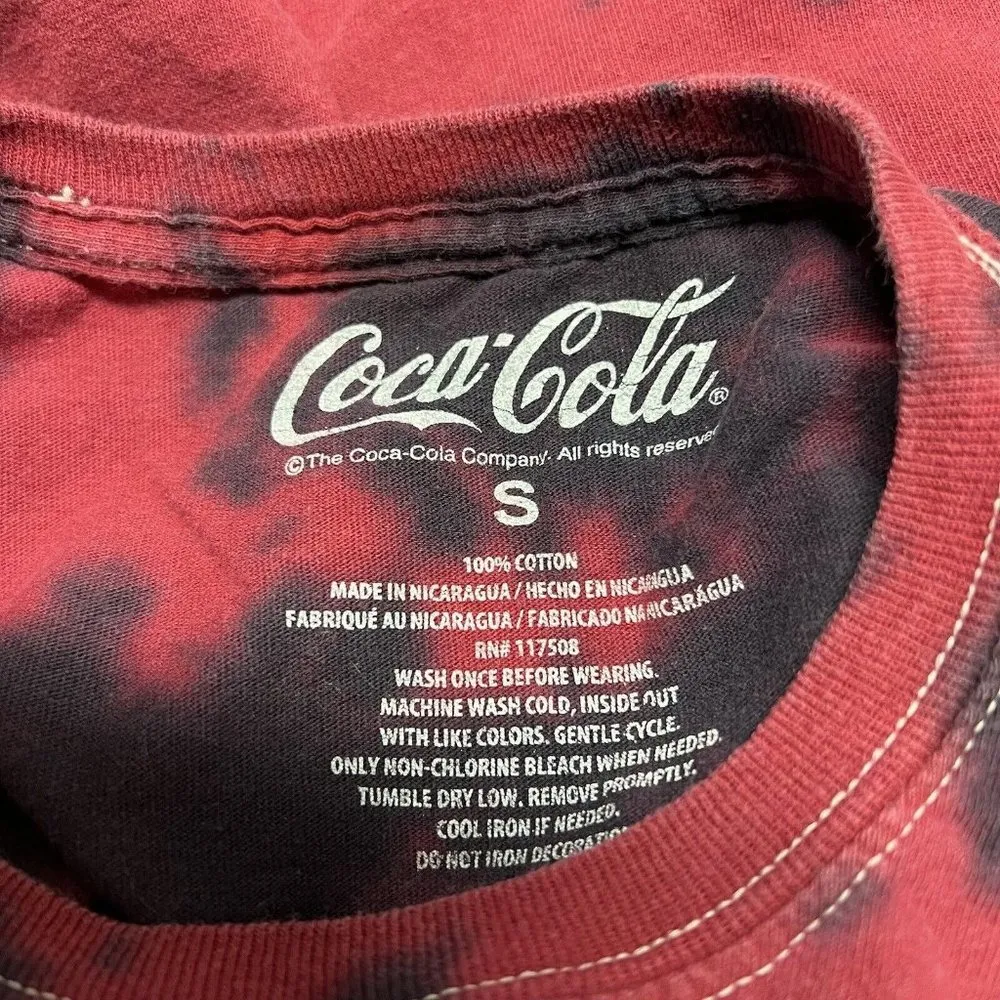 Coca-Cola®
©The Coca-Cola Company. All rights reserve
S
100% COTTON
MADE IN NICARAGUA / HECHO EN NICARAGUA
FABRIQUÉ AU NICARAGUA / FABRICADO NA NICARÁGUA
RN# 117508
WASH ONCE BEFORE WEARING.
MACHINE WASH COLD, INSIDE OUT
WITH LIKE COLORS. GENTLE CYCLE.
ONLY NON-CHLORINE BLEACH WHEN NEEDED.
TUMBLE DRY LOW. REMOVE PROMPTLY.
COOL IRON IF NEEDED.
DO NOT IRON DECORATI